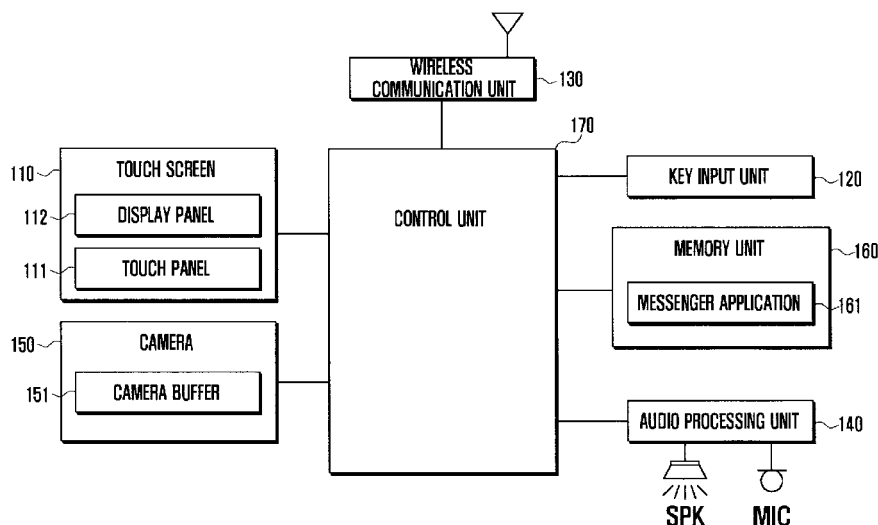 WIRELESS
COMMUNICATION UNIT
130
170
110
TOUCH SCREEN
112
DISPLAY PANEL
111
TOUCH PANEL
CONTROL UNIT
KEY INPUT UNIT
120
MEMORY UNIT
160
MESSENGER APPLICATION
161
150
CAMERA
151
CAMERA BUFFER
AUDIO PROCESSING UNIT
140
SPK
MIC